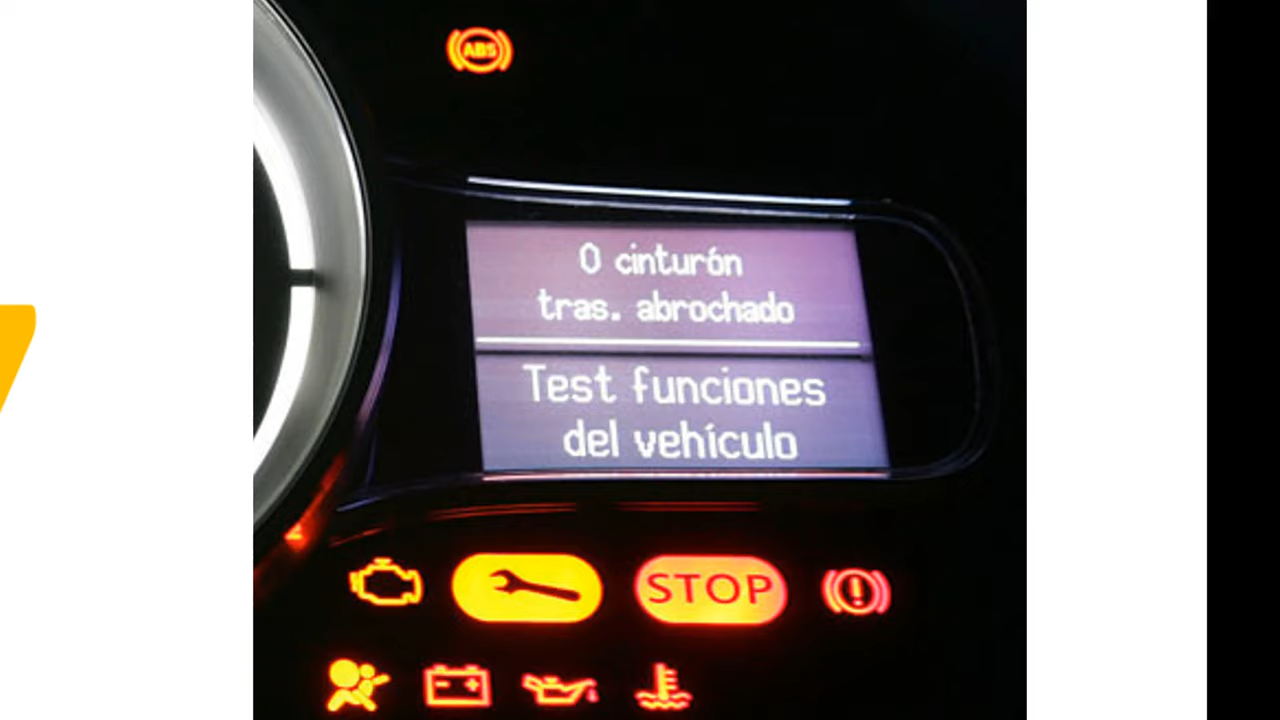 ABS
0 cinturón
tras. abrochado
Test funciones
del vehículo
STOP